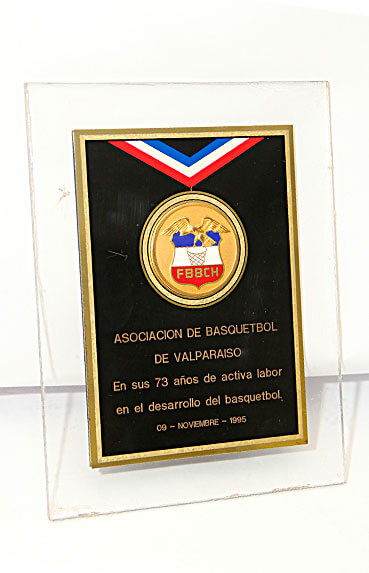 FBBCH
ASOCIACION DE BASQUETBOL
DE VALPARAISO
En sus 73 años de activa labor
en el desarrollo del basquetbol.
09 - NOVIEMBRE - 1995